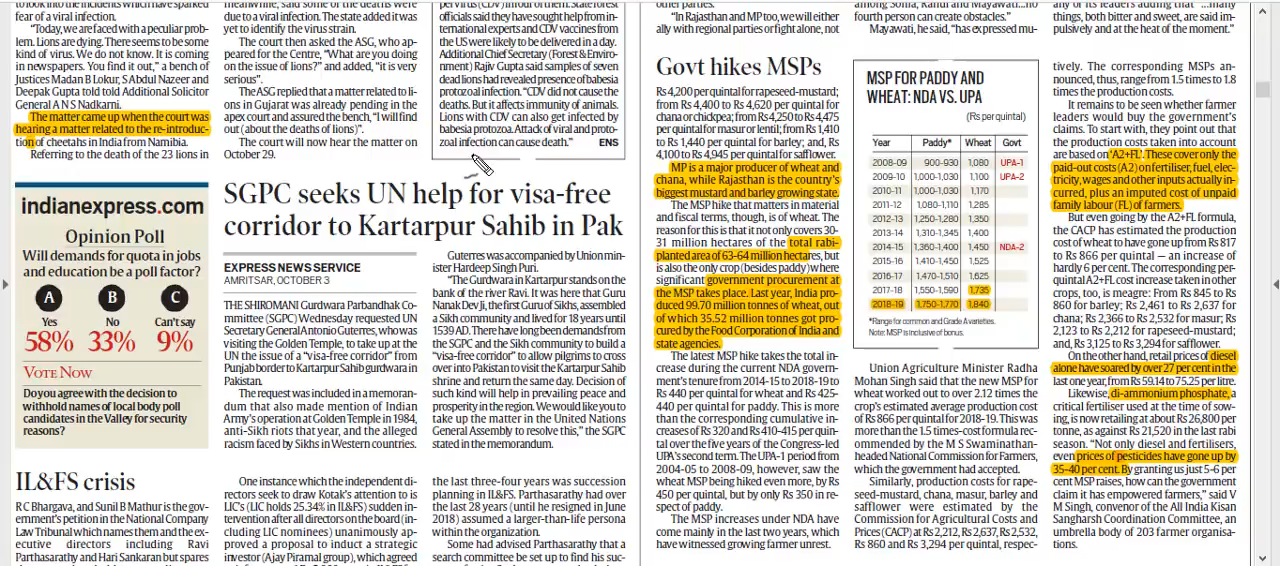 to look into the incidents which have sparked
fear of a viral infection.
"Today, we are faced with a peculiar prob-
lem. Lions are dying. There seems to be some
kind of virus. We do not know. It is coming
in newspapers. You find it out," a bench of
Justices Madan B Lokur, S Abdul Nazeer and
Deepak Gupta told told Additional Solicitor
General A N S Nadkarni.
The matter came up when the court was
hearing a matter related to the re-introduc-
tion of cheetahs in India from Namibia.
Referring to the death of the 23 lions in
meanwhile, said some of the deaths were
due to a viral infection. The state added it was
yet to identify the virus strain.
The court then asked the ASG, who ap-
peared for the Centre, "What are you doing
on the issue of lions?" and added, "it is very
serious".
The ASG replied that a matter related to li-
ons in Gujarat was already pending in the
apex court and assured the bench, "I will find
out (about the deaths of lions)".
The court will now hear the matter on
October 29.
per virus (CDV) in four of them. State forest
officials said they have sought help from in-
ternational experts and CDV vaccines from
the US were likely to be delivered in a day.
Additional Chief Secretary (Forest & Environ-
ment) Rajiv Gupta said samples of seven
dead lions had revealed presence of babesia
protozoal infection. "CDV did not cause the
deaths. But it affects immunity of animals.
Lions with CDV can also get infected by
babesia protozoa. Attack of viral and proto-
zoal infection can cause death." ENS
indianexpress.com
Opinion Poll
Will demands for quota in jobs
and education be a poll factor?
A B C
Yes No Can't say
58% 33% 9%
VOTE NOW
Do you agree with the decision to
withhold names of local body poll
candidates in the Valley for security
reasons?
SGPC seeks UN help for visa-free
corridor to Kartarpur Sahib in Pak
EXPRESS NEWS SERVICE
AMRITSAR, OCTOBER 3
THE SHIROMANI Gurdwara Parbandhak Co-
mmittee (SGPC) Wednesday requested UN
Secretary General Antonio Guterres, who was
visiting the Golden Temple, to take up at the
UN the issue of a "visa-free corridor" from
Punjab border to Kartarpur Sahib gurdwara in
Pakistan.
The request was included in a memoran-
dum that also made mention of Indian
Army's operation at Golden Temple in 1984,
anti-Sikh riots that year, and the alleged
racism faced by Sikhs in Western countries.
Guterres was accompanied by Union min-
ister Hardeep Singh Puri.
"The Gurdwara in Kartarpur stands on the
bank of the river Ravi. It was here that Guru
Nanak Dev Ji, the first Guru of Sikhs, assembled
a Sikh community and lived for 18 years until
1539 AD. There have long been demands from
the SGPC and the Sikh community to build a
"visa-free corridor" to allow pilgrims to cross
over into Pakistan to visit the Kartarpur Sahib
shrine and return the same day. Decision of
such kind will help in prevailing peace and
prosperity in the region. We would like you to
take up the matter in the United Nations
General Assembly to resolve this," the SGPC
stated in the memorandum.
IL&FS crisis
R C Bhargava, and Sunil B Mathur is the gov-
ernment's petition in the National Company
Law Tribunal which names them and the ex-
ecutive directors including Ravi
Parthasarathy and Hari Sankaran but spares
One instance which the independent di-
rectors seek to draw Kotak's attention to is
LIC's (LIC holds 25.34% in IL&FS) sudden in-
tervention after all directors on the board (in-
cluding LIC nominees) unanimously ap-
proved a proposal to induct a strategic
investor (Ajay Piramal group), which agreed
the last three-four years was succession
planning in IL&FS. Parthasarathy had over
the last 28 years (until he resigned in June
2018) assumed a larger-than-life persona
within the organization.
Some had advised Parthasarathy that a
search committee be set up to find his suc-
other parties.
"In Rajasthan and MP too, we will either
ally with regional parties or fight alone, not
among Sonia, Rahul and Mayawati...no
fourth person can create obstacles."
Mayawati, he said, "has expressed mu-
any of its leaders adding that "...many
things, both bitter and sweet, are said im-
pulsively and at the heat of the moment."
Govt hikes MSPs
Rs 4,200 per quintal for rapeseed-mustard;
from Rs 4,400 to Rs 4,620 per quintal for
chana or chickpea; from Rs 4,250 to Rs 4,475
per quintal for masur or lentil; from Rs 1,410
to Rs 1,440 per quintal for barley; and, Rs
4,100 to Rs 4,945 per quintal for safflower.
MP is a major producer of wheat and
chana, while Rajasthan is the country's
biggest mustard and barley growing state.
The MSP hike that matters in material
and fiscal terms, though, is of wheat. The
reason for this is that it not only covers 30-
31 million hectares of the total rabi-
planted area of 63-64 million hectares, but
is also the only crop (besides paddy) where
significant government procurement at
the MSP takes place. Last year, India pro-
duced 99.70 million tonnes of wheat, out
of which 35.52 million tonnes got pro-
cured by the Food Corporation of India and
state agencies.
The latest MSP hike takes the total in-
crease during the current NDA govern-
ment's tenure from 2014-15 to 2018-19 to
Rs 440 per quintal for wheat and Rs 425-
440 per quintal for paddy. This is more
than the corresponding cumulative in-
creases of Rs 320 and Rs 410-415 per quin-
tal over the five years of the Congress-led
UPA's second term. The UPA-1 period from
2004-05 to 2008-09, however, saw the
wheat MSP being hiked even more, by Rs
450 per quintal, but by only Rs 350 in re-
spect of paddy.
The MSP increases under NDA have
come mainly in the last two years, which
have witnessed growing farmer unrest.
MSP FOR PADDY AND
WHEAT: NDA VS. UPA
(Rs per quintal)
Year Paddy* Wheat Govt
2008-09 900-930 1,080 UPA-1
2009-10 1,000-1,030 1,100 UPA-2
2010-11 1,000-1,030 1,170
2011-12 1,080-1,110 1,285
2012-13 1,250-1,280 1,350
2013-14 1,310-1,345 1,400
2014-15 1,360-1,400 1,450 NDA-2
2015-16 1,410-1,450 1,525
2016-17 1,470-1,510 1,625
2017-18 1,550-1,590 1,735
2018-19 1,750-1,770 1,840
*Range for common and Grade A varieties.
Note: MSP is inclusive of bonus.
Union Agriculture Minister Radha
Mohan Singh said that the new MSP for
wheat worked out to over 2.12 times the
crop's estimated average production cost
of Rs 866 per quintal for 2018-19. This was
more than the 1.5 times-cost formula rec-
ommended by the M S Swaminathan-
headed National Commission for Farmers,
which the government had accepted.
Similarly, production costs for rape-
seed-mustard, chana, masur, barley and
safflower were estimated by the
Commission for Agricultural Costs and
Prices (CACP) at Rs 2,212, Rs 2,637, Rs 2,532,
Rs 860 and Rs 3,294 per quintal, respec-
tively. The corresponding MSPs an-
nounced, thus, range from 1.5 times to 1.8
times the production costs.
It remains to be seen whether farmer
leaders would buy the government's
claims. To start with, they point out that
the production costs taken into account
are based on 'A2+FL'. These cover only the
paid-out costs (A2) on fertiliser, fuel, elec-
tricity, wages and other inputs actually in-
curred, plus an imputed cost of unpaid
family labour (FL) of farmers.
But even going by the A2+FL formula,
the CACP has estimated the production
cost of wheat to have gone up from Rs 817
to Rs 866 per quintal — an increase of
hardly 6 per cent. The corresponding per-
quintal A2+FL cost increase taken in other
crops, too, is meagre: From Rs 845 to Rs
860 for barley; Rs 2,461 to Rs 2,637 for
chana; Rs 2,366 to Rs 2,532 for masur; Rs
2,123 to Rs 2,212 for rapeseed-mustard;
and, Rs 3,125 to Rs 3,294 for safflower.
On the other hand, retail prices of diesel
alone have soared by over 27 per cent in the
last one year, from Rs 59.14 to 75.25 per litre.
Likewise, di-ammonium phosphate, a
critical fertiliser used at the time of sow-
ing, is now retailing at about Rs 26,800 per
tonne, as against Rs 21,520 in the last rabi
season. "Not only diesel and fertilisers,
even prices of pesticides have gone up by
35-40 per cent. By granting us just 5-6 per
cent MSP raises, how can the government
claim it has empowered farmers," said V
M Singh, convenor of the All India Kisan
Sangharsh Coordination Committee, an
umbrella body of 203 farmer organisa-
tions.